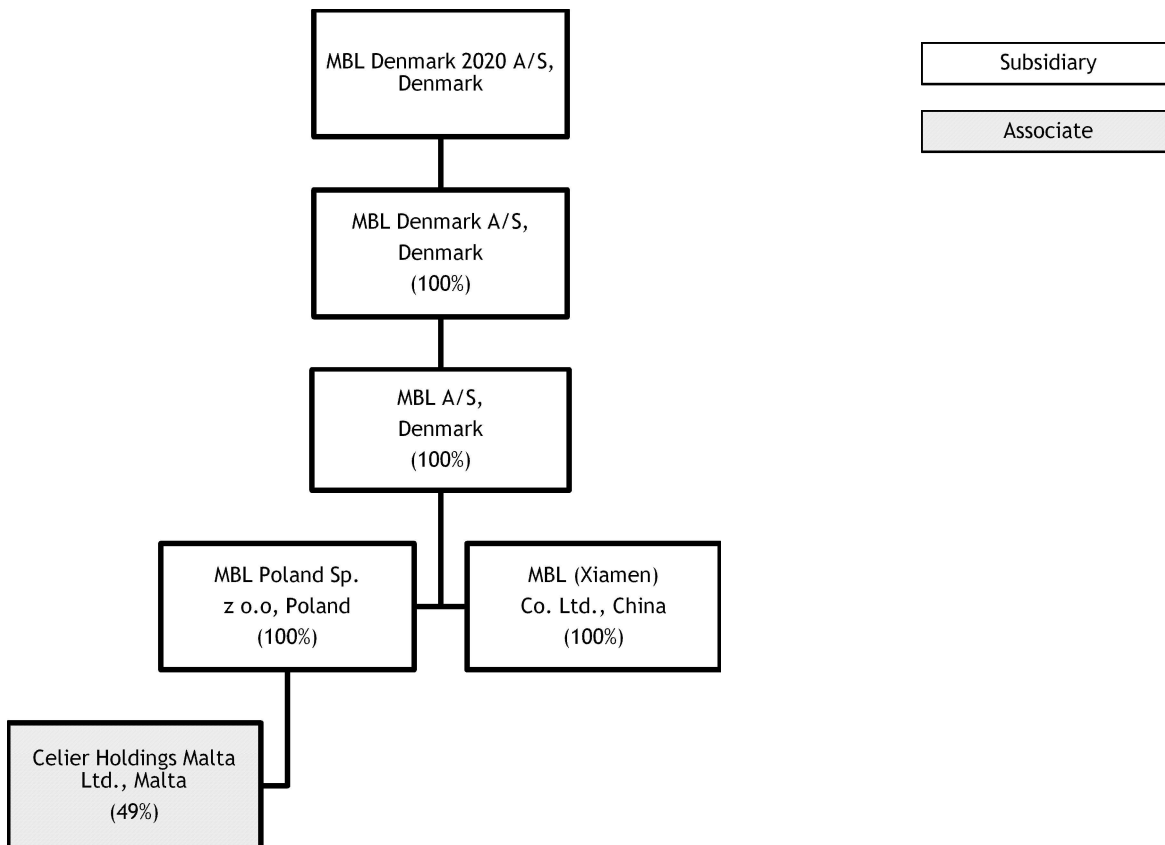 MBL Denmark 2020 A/S,
Denmark
Subsidiary
Associate
MBL Denmark A/S,
Denmark
(100%)
MBL A/S,
Denmark
(100%)
MBL Poland Sp.
z o.o, Poland
(100%)
MBL (Xiamen)
Co. Ltd., China
(100%)
Celier Holdings Malta
Ltd., Malta
(49%)